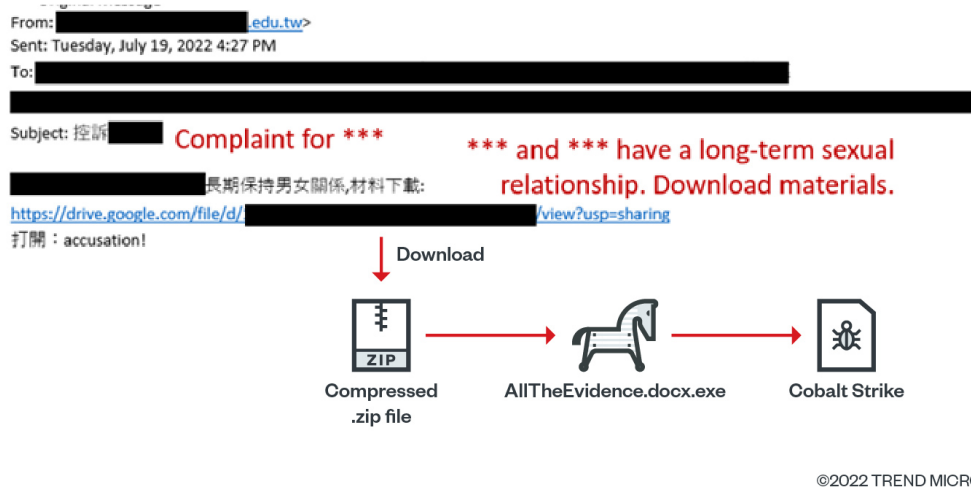 From: .edu.tw>
Sent: Tuesday, July 19, 2022 4:27 PM
To:
Subject: 控訴
Complaint for ***
*** and *** have a long-term sexual
relationship. Download materials.
長期保持男女關係,材料下載:
https://drive.google.com/file/d/ /view?usp=sharing
打開：accusation!
Download
ZIP
Compressed
.zip file
AllTheEvidence.docx.exe
Cobalt Strike
©2022 TREND MICR